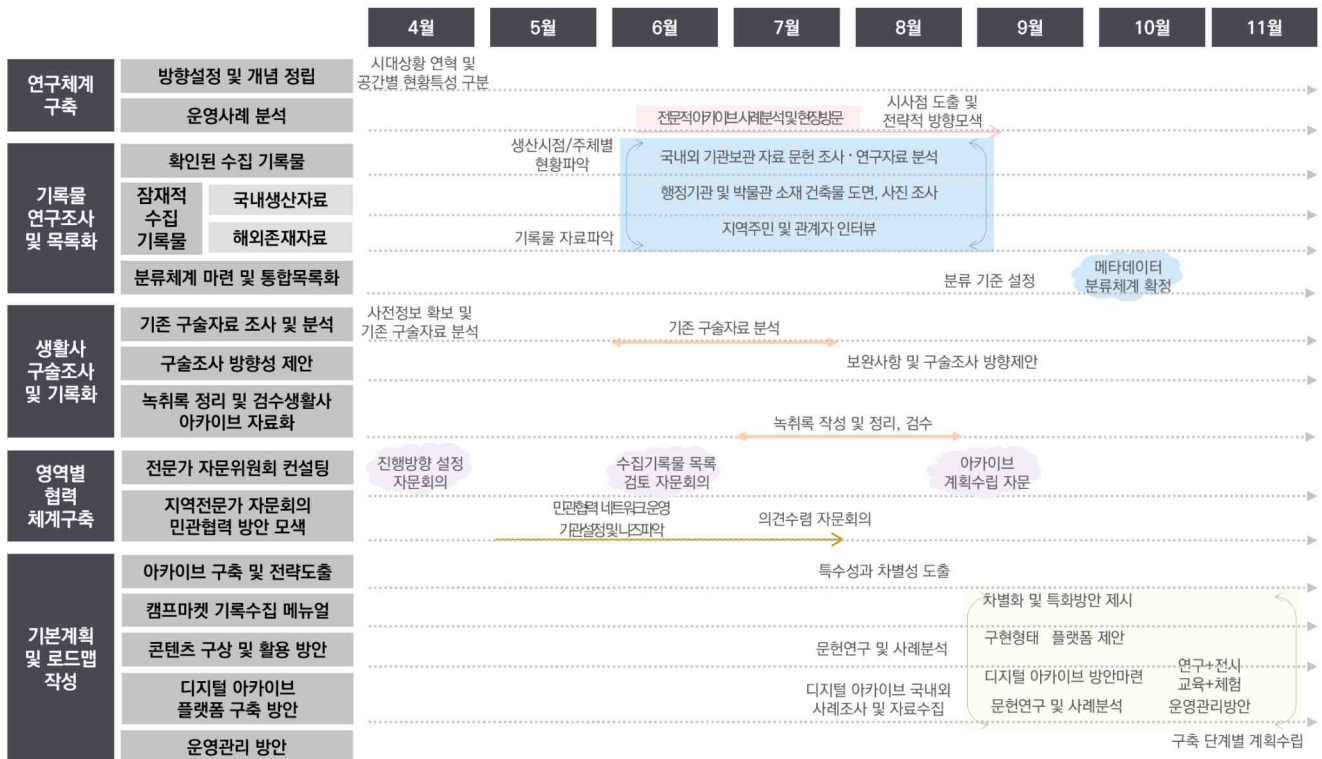 4월 5월 6월 7월 8월 9월 10월 11월
연구체계
구축
방향설정 및 개념 정립
시대상황 연혁 및
공간별 현황특성 구분
운영사례 분석
전문적아카이브사례분석및현장방문
시사점 도출 및
전략적 방향모색
기록물
연구조사
및 목록화
확인된 수집 기록물
생산시점/주체별
현황파악
국내외 기관보관 자료 문헌 조사 · 연구자료 분석
잠재적
수집
기록물
국내생산자료
행정기관 및 박물관 소재 건축물 도면, 사진 조사
해외존재자료
기록물 자료파악
지역주민 및 관계자 인터뷰
분류체계 마련 및 통합목록화
분류 기준 설정
메타데이터
분류체계 확정
생활사
구술조사
및 기록화
기존 구술자료 조사 및 분석
사전정보 확보 및
기존 구술자료 분석
기존 구술자료 분석
구술조사 방향성 제안
보완사항 및 구술조사 방향제안
녹취록 정리 및 검수생활사
아카이브 자료화
녹취록 작성 및 정리, 검수
영역별
협력
체계구축
전문가 자문위원회 컨설팅
진행방향 설정
자문회의
수집기록물 목록
검토 자문회의
아카이브
계획수립 자문
지역전문가 자문회의
민관협력 방안 모색
민관협력 네트워크운영
기관설정및니즈파악
의견수렴 자문회의
기본계획
및 로드맵
작성
아카이브 구축 및 전략도출
특수성과 차별성 도출
캠프마켓 기록수집 메뉴얼
차별화 및 특화방안 제시
콘텐츠 구상 및 활용 방안
문헌연구 및 사례분석
구현형태 플랫폼 제안
디지털 아카이브
플랫폼 구축 방안
디지털 아카이브 국내외
사례조사 및 자료수집
디지털 아카이브 방안마련
연구+전시
교육+체험
문헌연구 및 사례분석
운영관리방안
운영관리 방안
구축 단계별 계획수립